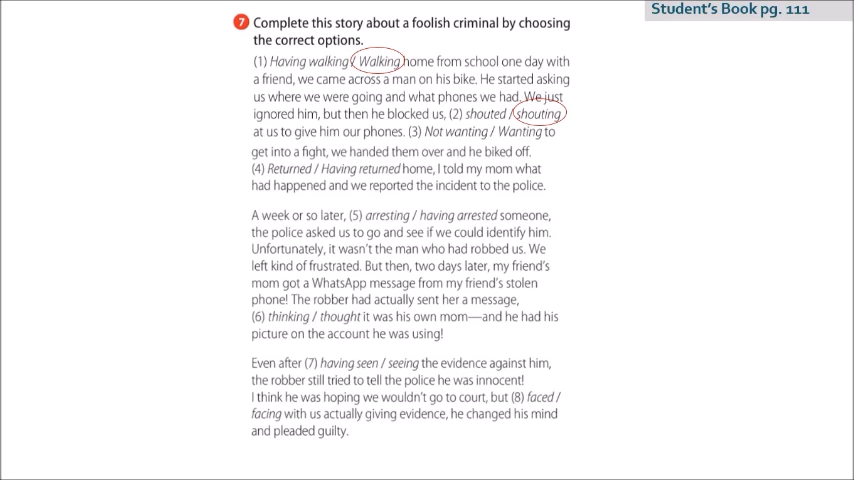 Student's Book pg. 111
7 Complete this story about a foolish criminal by choosing
the correct options.
(1) Having walking / Walking home from school one day with
a friend, we came across a man on his bike. He started asking
us where we were going and what phones we had. We just
ignored him, but then he blocked us, (2) shouted / shouting
at us to give him our phones. (3) Not wanting / Wanting to
get into a fight, we handed them over and he biked off.
(4) Returned / Having returned home, I told my mom what
had happened and we reported the incident to the police.
A week or so later, (5) arresting / having arrested someone,
the police asked us to go and see if we could identify him.
Unfortunately, it wasn't the man who had robbed us. We
left kind of frustrated. But then, two days later, my friend's
mom got a WhatsApp message from my friend's stolen
phone! The robber had actually sent her a message,
(6) thinking / thought it was his own mom—and he had his
picture on the account he was using!
Even after (7) having seen / seeing the evidence against him,
the robber still tried to tell the police he was innocent!
I think he was hoping we wouldn't go to court, but (8) faced /
facing with us actually giving evidence, he changed his mind
and pleaded guilty.